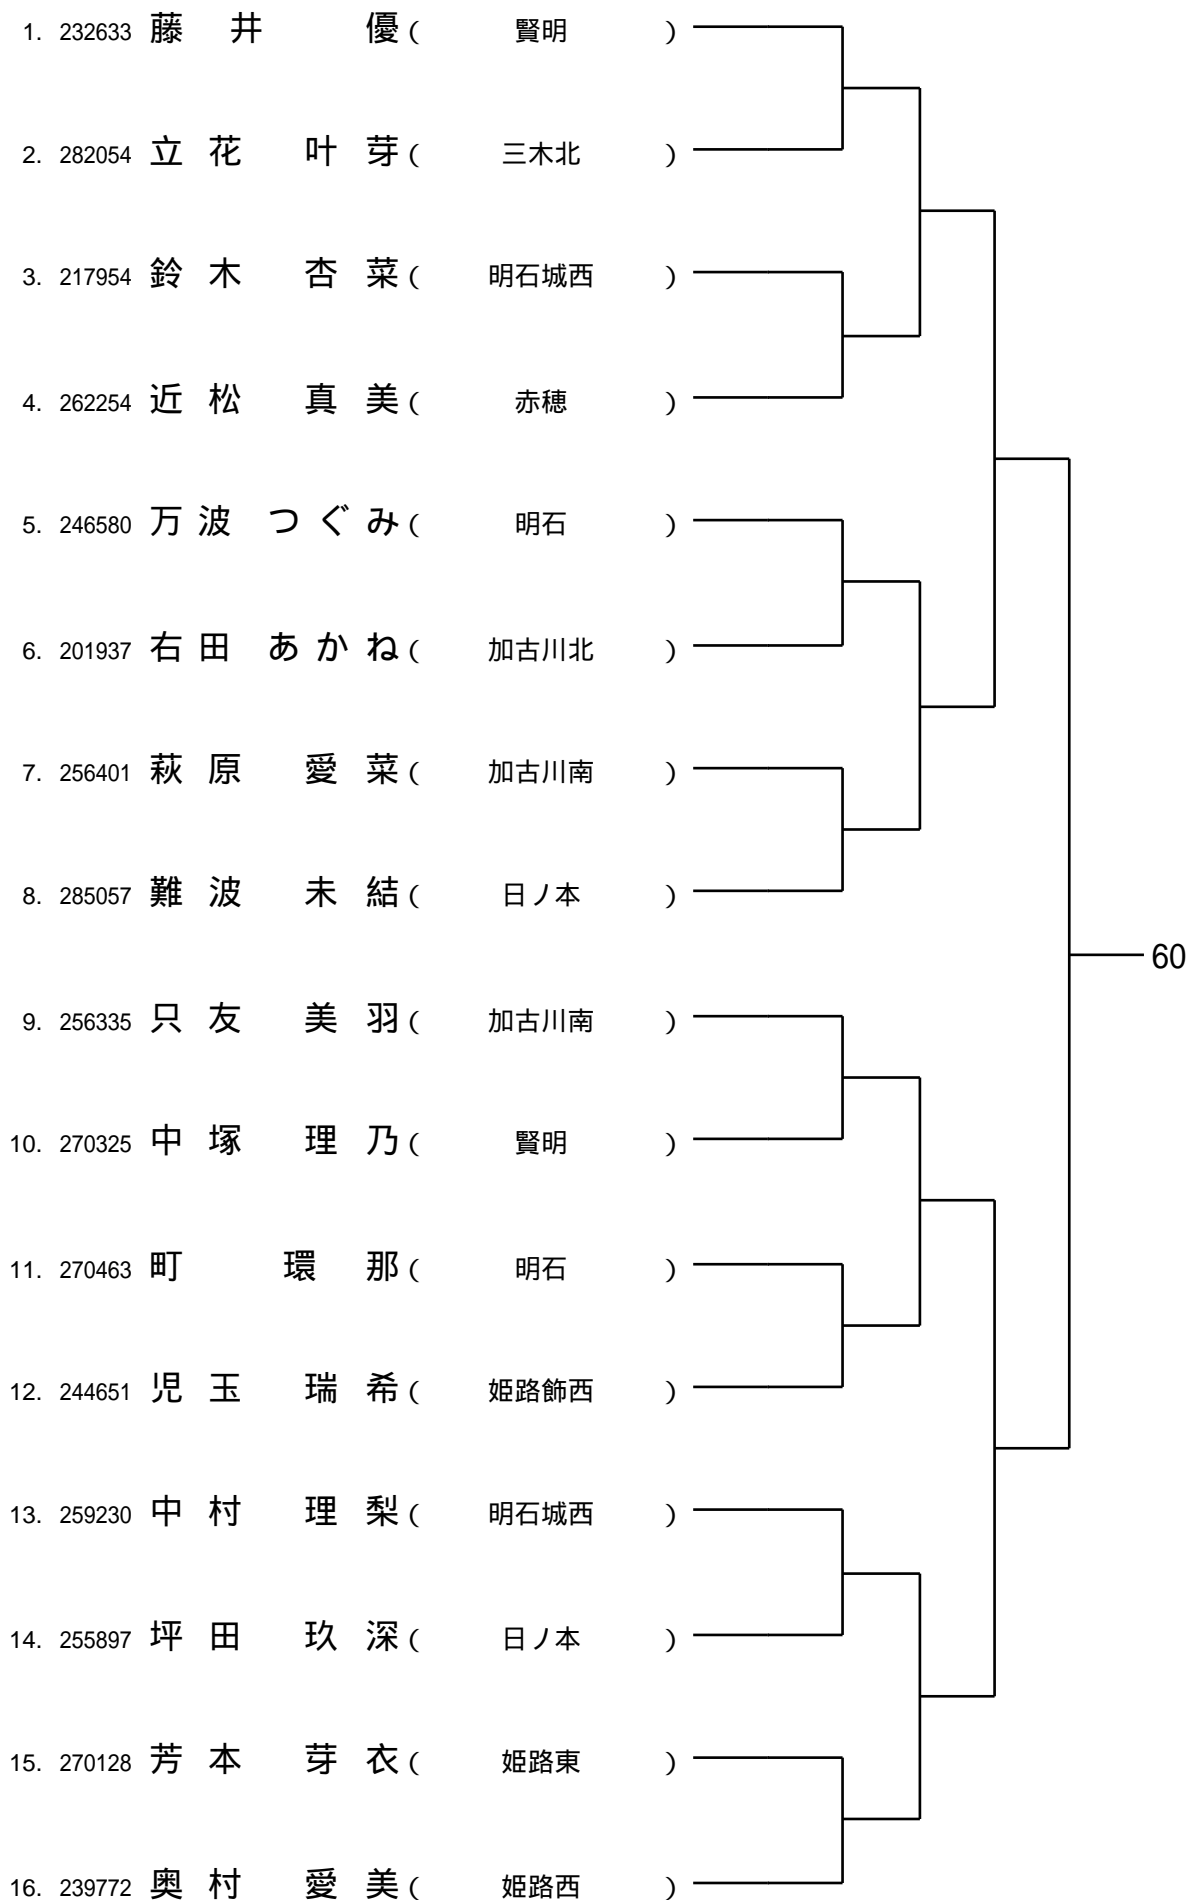 1. 232633 藤井 優 ( 賢明 )
2. 282054 立花 叶芽 ( 三木北 )
3. 217954 鈴木 杏菜 ( 明石城西 )
4. 262254 近松 真美 ( 赤穂 )
5. 246580 万波 つぐみ ( 明石 )
6. 201937 右田 あかね ( 加古川北 )
7. 256401 萩原 愛菜 ( 加古川南 )
8. 285057 難波 未結 ( 日ノ本 )
60
9. 256335 只友 美羽 ( 加古川南 )
10. 270325 中塚 理乃 ( 賢明 )
11. 270463 町 環那 ( 明石 )
12. 244651 児玉 瑞希 ( 姫路飾西 )
13. 259230 中村 理梨 ( 明石城西 )
14. 255897 坪田 玖深 ( 日ノ本 )
15. 270128 芳本 芽衣 ( 姫路東 )
16. 239772 奥村 愛美 ( 姫路西 )